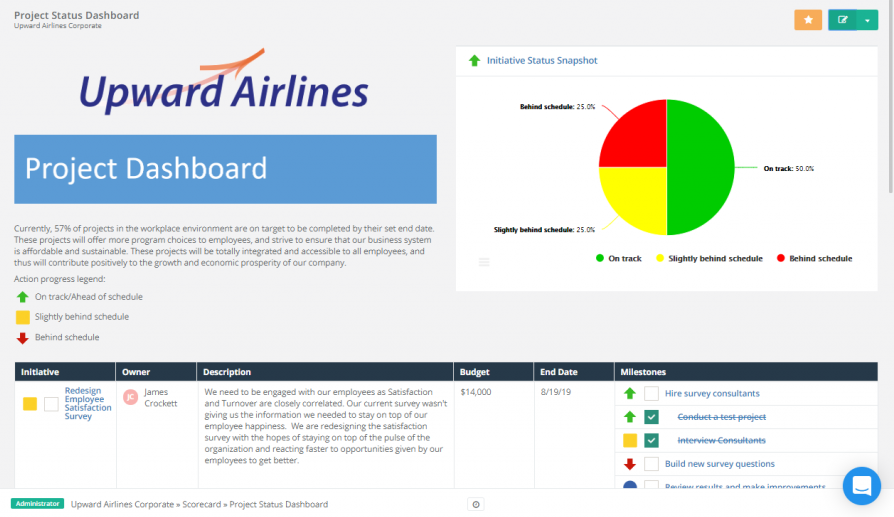 Project Status Dashboard
Upward Airlines Corporate
Upward Airlines
Project Dashboard
Currently, 57% of projects in the workplace environment are on target to be completed by their set end date.
These projects will offer more program choices to employees, and strive to ensure that our business system
is affordable and sustainable. These projects will be totally integrated and accessible to all employees, and
thus will contribute positively to the growth and economic prosperity of our company.
Action progress legend:
On track/Ahead of schedule
Slightly behind schedule
Behind schedule
Initiative Status Snapshot
Behind schedule: 25.0%
On track: 50.0%
Slightly behind schedule: 25.0%
On track Slightly behind schedule Behind schedule
Initiative Owner Description Budget End Date Milestones
Redesign
Employee
Satisfaction
Survey
JC
James
Crockett
We need to be engaged with our employees as Satisfaction
and Turnover are closely correlated. Our current survey wasn't
giving us the information we needed to stay on top of our
employee happiness. We are redesigning the satisfaction
survey with the hopes of staying on top of the pulse of the
organization and reacting faster to opportunities given by our
employees to get better.
$14,000
8/19/19
Hire survey consultants
Conduct a test project
Interview Consultants
Build new survey questions
Review results and make improvements
Administrator Upward Airlines Corporate » Scorecard » Project Status Dashboard